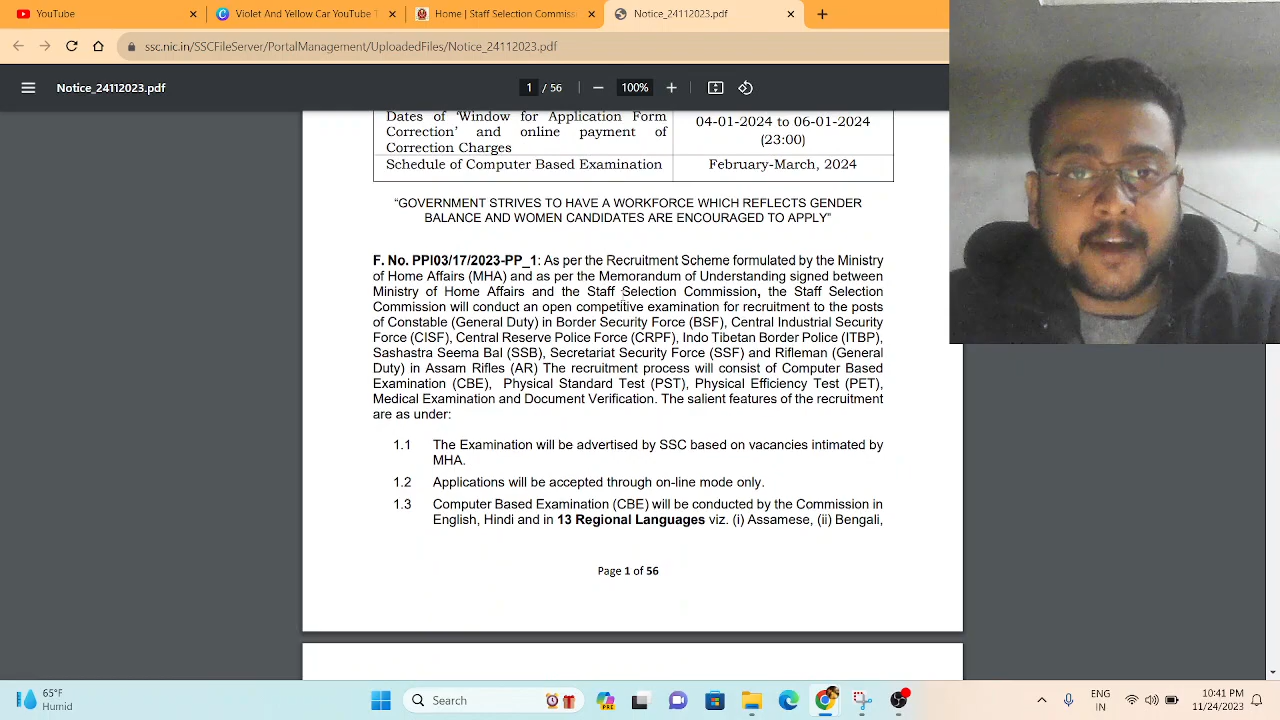 YouTube
Violet And Yellow Car YouTube T
Home | Staff Selection Commiss
Notice_24112023.pdf
ssc.nic.in/SSCFileServer/PortalManagement/UploadedFiles/Notice_24112023.pdf
Notice_24112023.pdf
1 / 56
100%
Dates of ‘Window for Application Form
Correction’ and online payment of
Correction Charges
04-01-2024 to 06-01-2024
(23:00)
Schedule of Computer Based Examination
February-March, 2024
“GOVERNMENT STRIVES TO HAVE A WORKFORCE WHICH REFLECTS GENDER
BALANCE AND WOMEN CANDIDATES ARE ENCOURAGED TO APPLY”
F. No. PPI03/17/2023-PP_1: As per the Recruitment Scheme formulated by the Ministry
of Home Affairs (MHA) and as per the Memorandum of Understanding signed between
Ministry of Home Affairs and the Staff Selection Commission, the Staff Selection
Commission will conduct an open competitive examination for recruitment to the posts
of Constable (General Duty) in Border Security Force (BSF), Central Industrial Security
Force (CISF), Central Reserve Police Force (CRPF), Indo Tibetan Border Police (ITBP),
Sashastra Seema Bal (SSB), Secretariat Security Force (SSF) and Rifleman (General
Duty) in Assam Rifles (AR) The recruitment process will consist of Computer Based
Examination (CBE), Physical Standard Test (PST), Physical Efficiency Test (PET),
Medical Examination and Document Verification. The salient features of the recruitment
are as under:
1.1 The Examination will be advertised by SSC based on vacancies intimated by
MHA.
1.2 Applications will be accepted through on-line mode only.
1.3 Computer Based Examination (CBE) will be conducted by the Commission in
English, Hindi and in 13 Regional Languages viz. (i) Assamese, (ii) Bengali,
Page 1 of 56
65°F
Humid
Search
ENG
IN
10:41 PM
11/24/2023